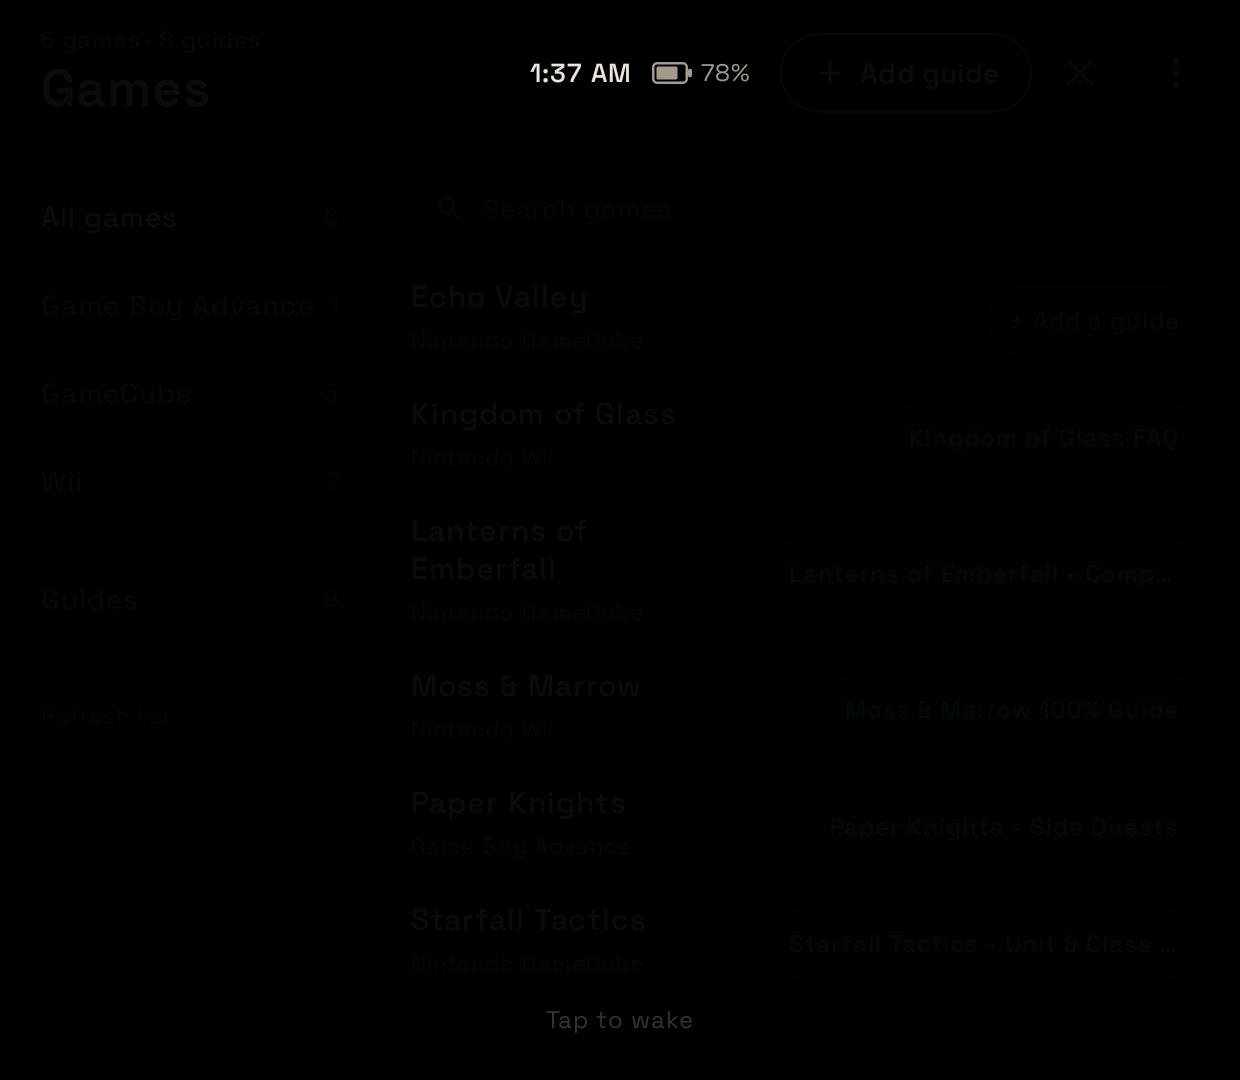 6 games · 8 guides
Games
1:37 AM
78%
+ Add guide
All games 6
Game Boy Advance 1
GameCube 3
Wii 2
Guides 8
Refresh list
Search games
Echo Valley
Nintendo GameCube
+ Add a guide
Kingdom of Glass
Nintendo Wii
Kingdom of Glass FAQ
Lanterns of
Emberfall
Nintendo GameCube
Lanterns of Emberfall - Comp…
Moss & Marrow
Nintendo Wii
Moss & Marrow 100% Guide
Paper Knights
Game Boy Advance
Paper Knights - Side Quests
Starfall Tactics
Nintendo GameCube
Starfall Tactics - Unit & Class …
Tap to wake